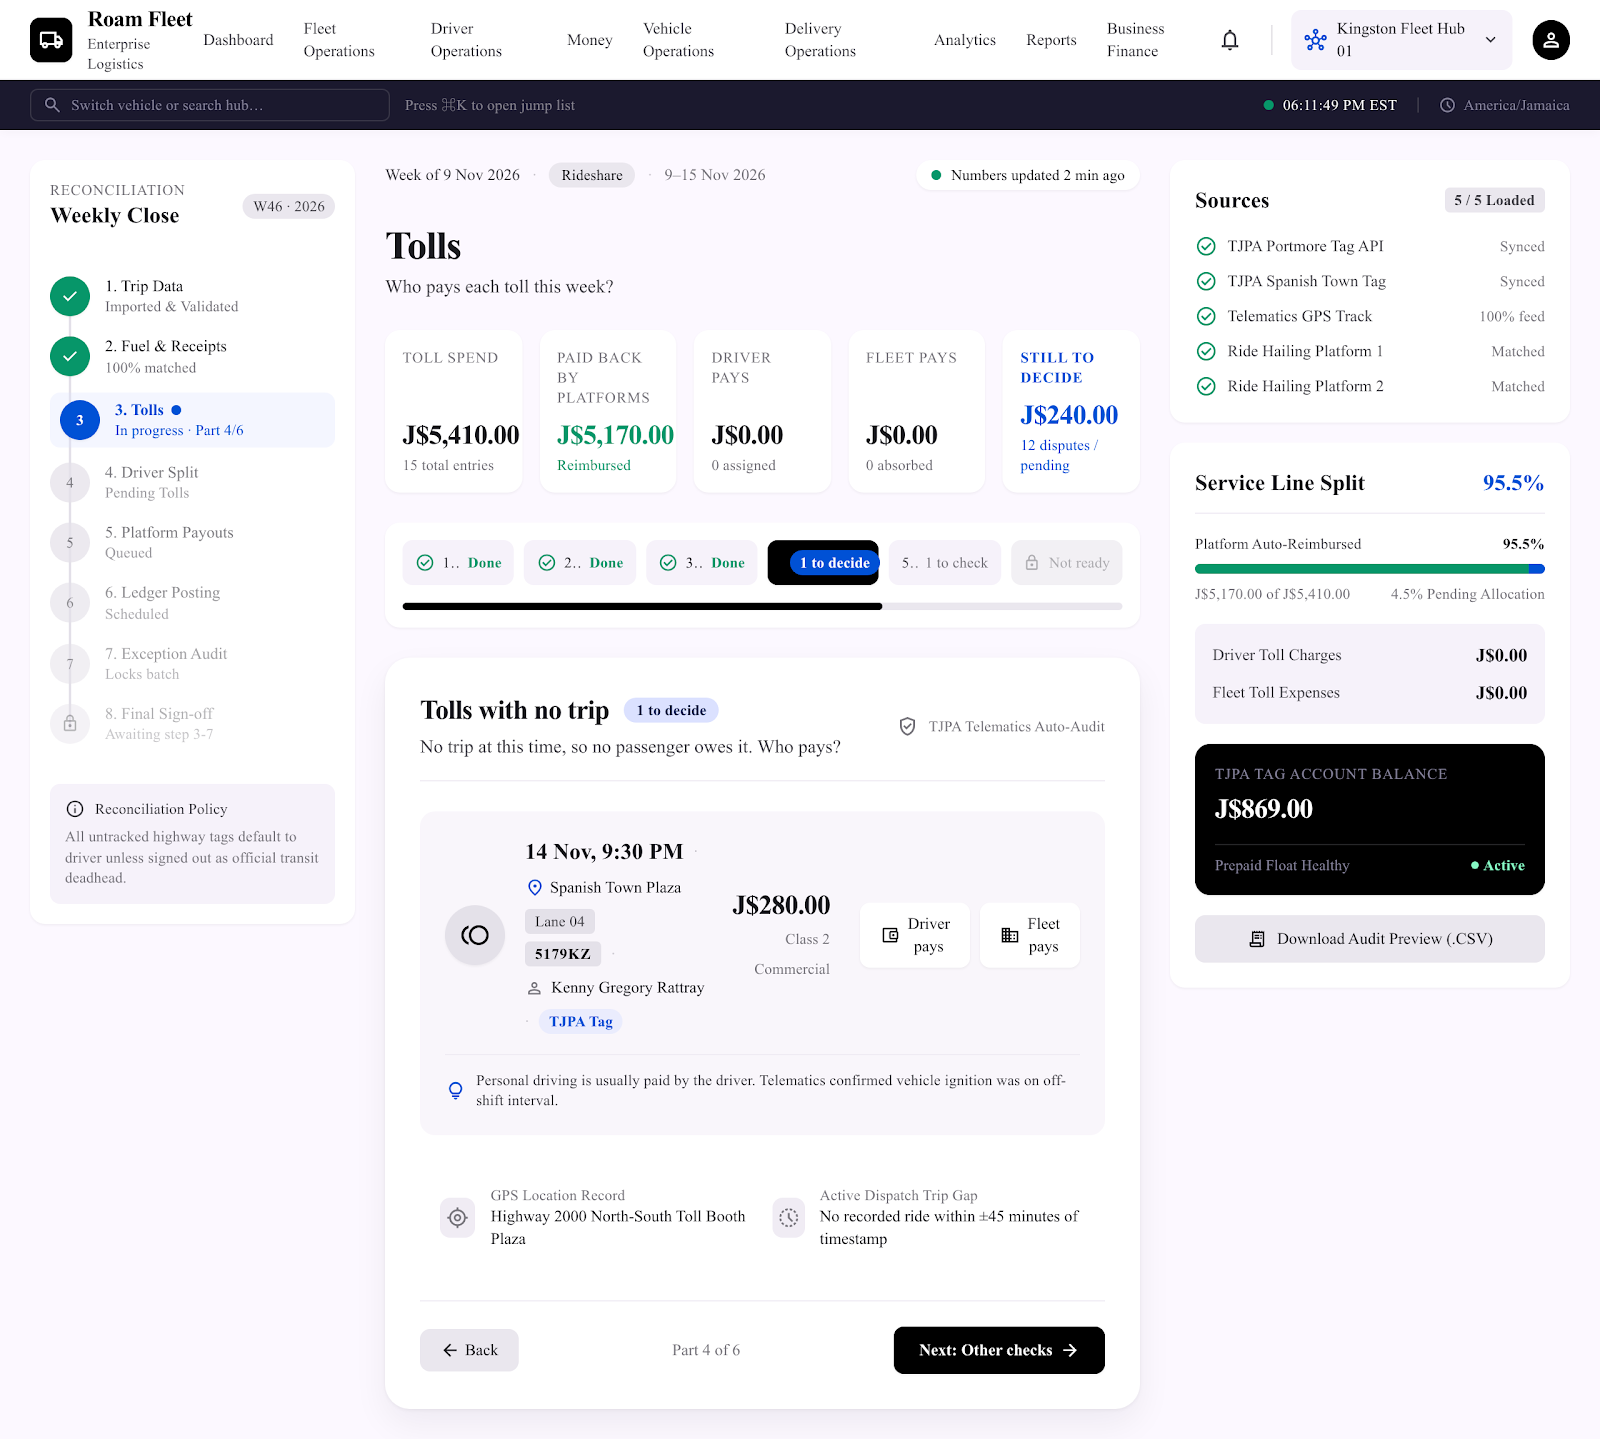 Roam Fleet
Enterprise
Logistics
Dashboard
Fleet
Operations
Driver
Operations
Money
Vehicle
Operations
Delivery
Operations
Analytics
Reports
Business
Finance
Kingston Fleet Hub
01
Switch vehicle or search hub...
Press ⌘K to open jump list
06:11:49 PM EST
America/Jamaica
RECONCILIATION
Weekly Close
W46 · 2026
1. Trip Data
Imported & Validated
2. Fuel & Receipts
100% matched
3
3. Tolls
In progress · Part 4/6
4
4. Driver Split
Pending Tolls
5
5. Platform Payouts
Queued
6
6. Ledger Posting
Scheduled
7
7. Exception Audit
Locks batch
8. Final Sign-off
Awaiting step 3-7
Reconciliation Policy
All untracked highway tags default to
driver unless signed out as official transit
deadhead.
Week of 9 Nov 2026 · Rideshare · 9–15 Nov 2026
Numbers updated 2 min ago
Tolls
Who pays each toll this week?
TOLL SPEND
J$5,410.00
15 total entries
PAID BACK
BY
PLATFORMS
J$5,170.00
Reimbursed
DRIVER
PAYS
J$0.00
0 assigned
FLEET PAYS
J$0.00
0 absorbed
STILL TO
DECIDE
J$240.00
12 disputes /
pending
1.. Done
2.. Done
3.. Done
1 to decide
5.. 1 to check
Not ready
Tolls with no trip
1 to decide
No trip at this time, so no passenger owes it. Who pays?
TJPA Telematics Auto-Audit
14 Nov, 9:30 PM ·
Spanish Town Plaza
Lane 04
5179KZ ·
Kenny Gregory Rattray
· TJPA Tag
J$280.00
Class 2
Commercial
Driver
pays
Fleet
pays
Personal driving is usually paid by the driver. Telematics confirmed vehicle ignition was on off-
shift interval.
GPS Location Record
Highway 2000 North-South Toll Booth
Plaza
Active Dispatch Trip Gap
No recorded ride within ±45 minutes of
timestamp
← Back
Part 4 of 6
Next: Other checks →
Sources
5 / 5 Loaded
TJPA Portmore Tag API
Synced
TJPA Spanish Town Tag
Synced
Telematics GPS Track
100% feed
Ride Hailing Platform 1
Matched
Ride Hailing Platform 2
Matched
Service Line Split
95.5%
Platform Auto-Reimbursed
95.5%
J$5,170.00 of J$5,410.00
4.5% Pending Allocation
Driver Toll Charges
J$0.00
Fleet Toll Expenses
J$0.00
TJPA TAG ACCOUNT BALANCE
J$869.00
Prepaid Float Healthy
Active
Download Audit Preview (.CSV)